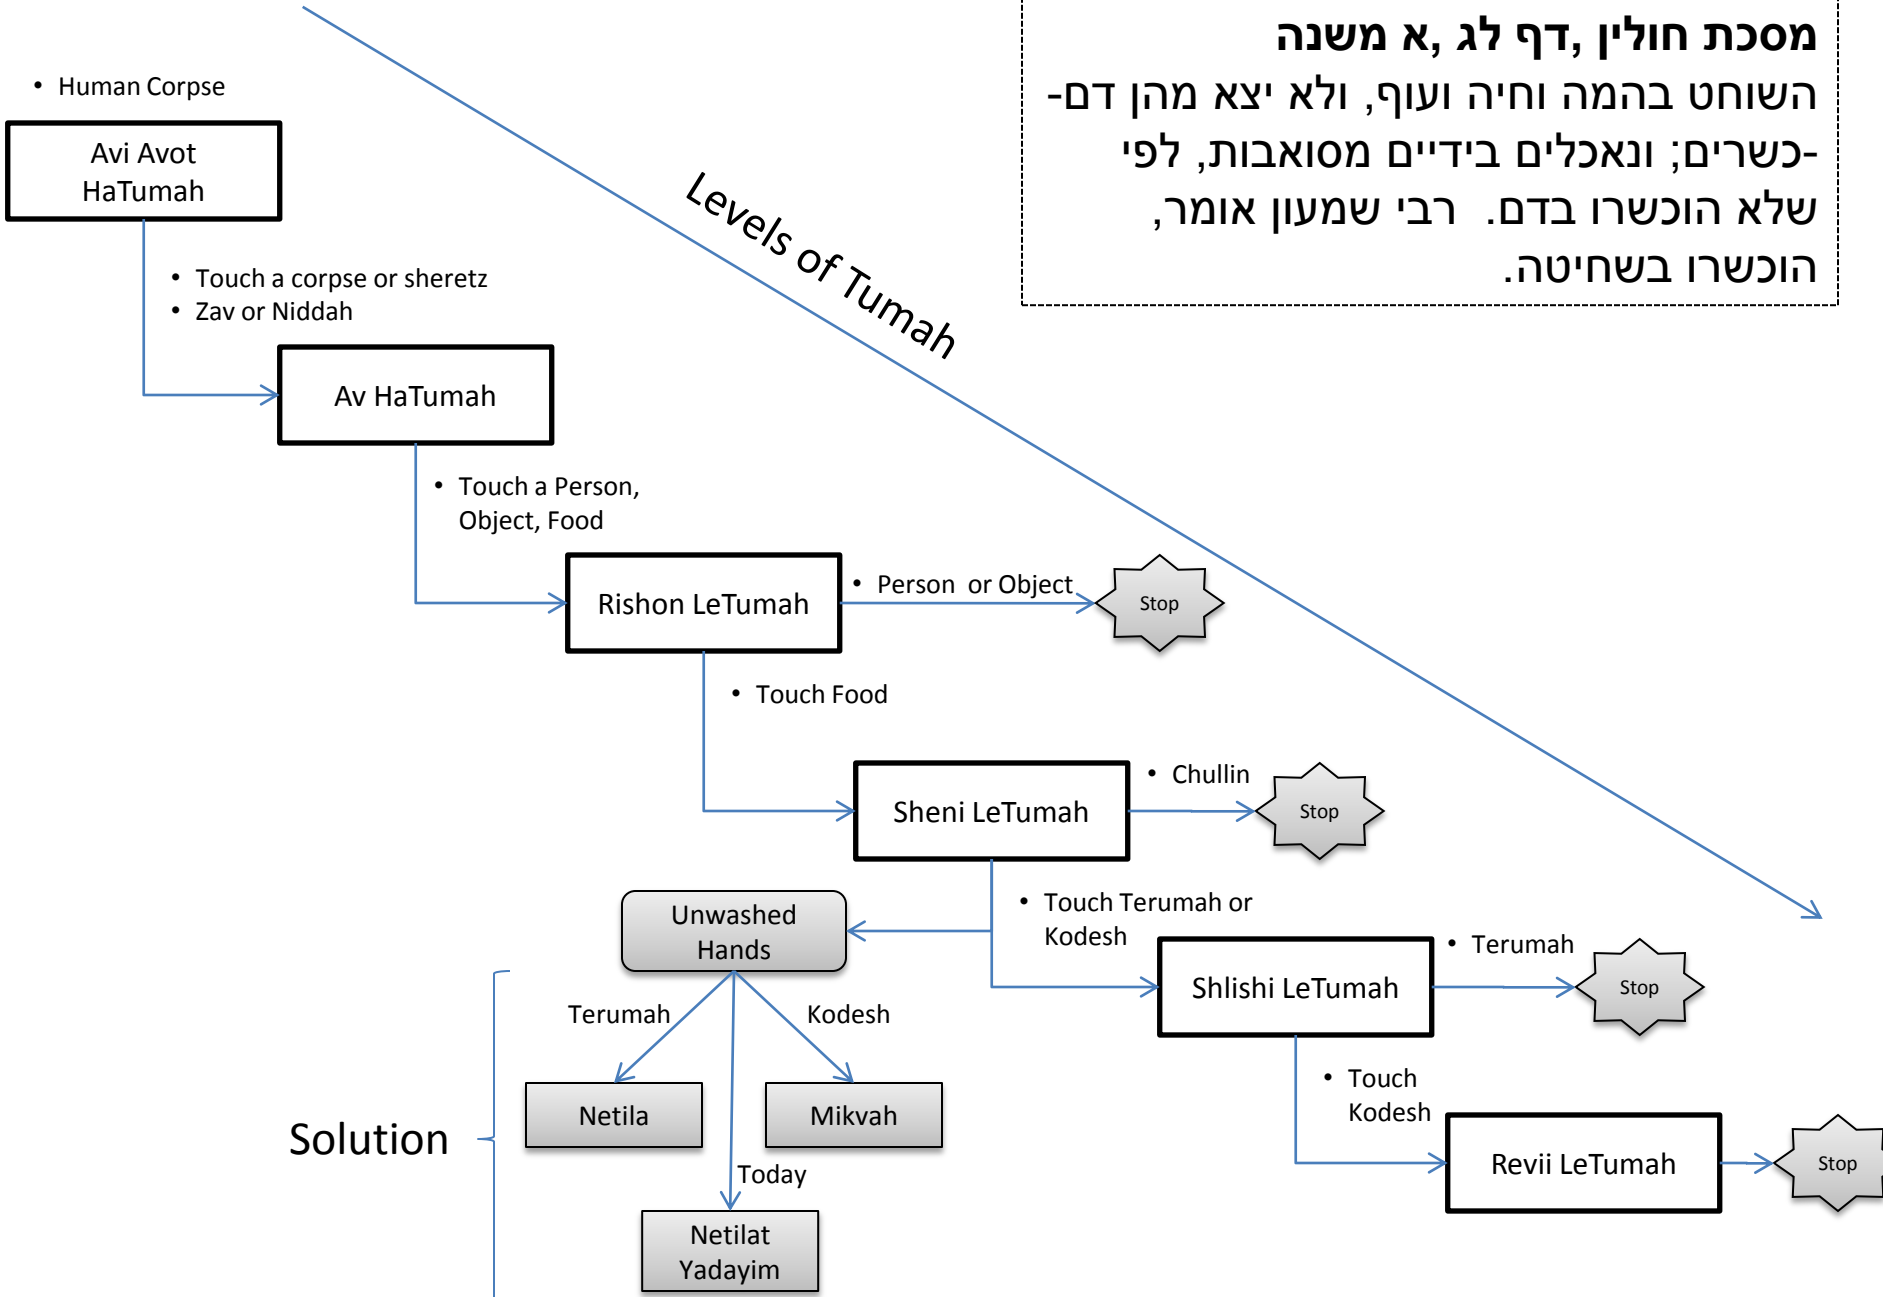 מסכת חולין ,דף לג ,א משנה
השוחט בהמה וחיה ועוף, ולא יצא מהן דם-
-כשרים; ונאכלים בידיים מסואבות, לפי
שלא הוכשרו בדם.  רבי שמעון אומר,
הוכשרו בשחיטה.
• Human Corpse
Avi Avot
HaTumah
Levels of Tumah
• Touch a corpse or sheretz
• Zav or Niddah
Av HaTumah
• Touch a Person,
Object, Food
Rishon LeTumah
• Person or Object
Stop
• Touch Food
Sheni LeTumah
• Chullin
Stop
Unwashed
Hands
• Touch Terumah or
Kodesh
Shlishi LeTumah
• Terumah
Stop
Terumah
Kodesh
Netila
Mikvah
• Touch
Kodesh
Revii LeTumah
Stop
Solution
Today
Netilat
Yadayim